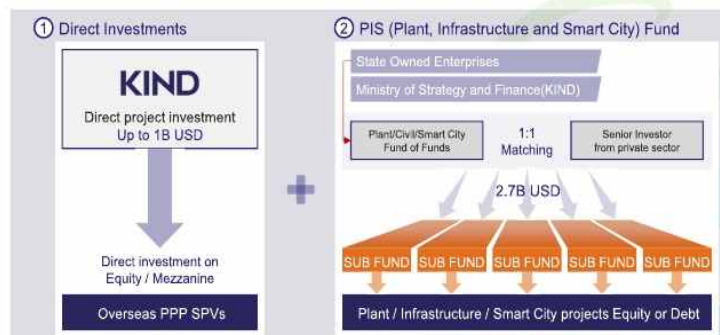 1 Direct Investments
KIND
Direct project investment
Up to 1B USD
Direct investment on
Equity / Mezzanine
Overseas PPP SPVs
2 PIS (Plant, Infrastructure and Smart City) Fund
State Owned Enterprises
Ministry of Strategy and Finance(KIND)
Plant/Civil/Smart City
Fund of Funds
1:1
Matching
Senior Investor
from private sector
2.7B USD
SUB FUND SUB FUND SUB FUND SUB FUND SUB FUND
Plant / Infrastructure / Smart City projects Equity or Debt